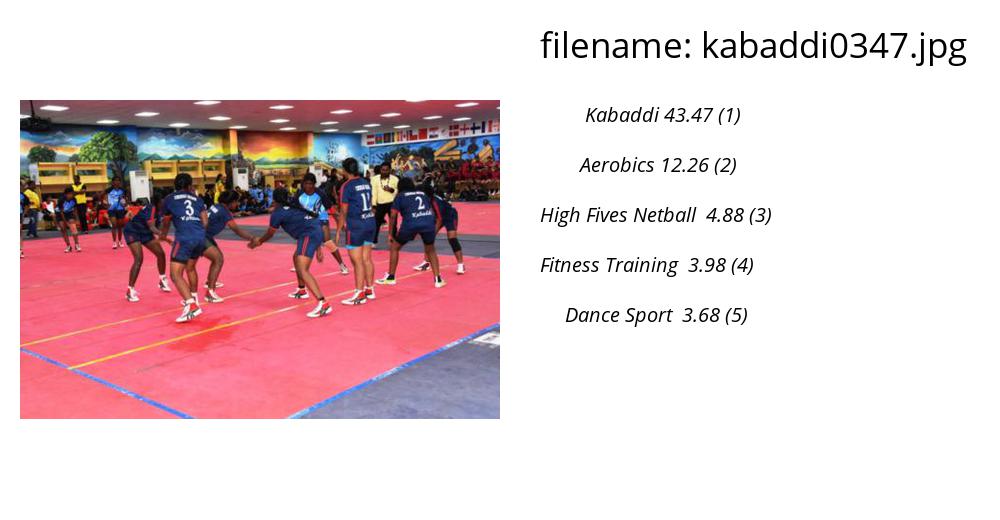 filename: kabaddi0347.jpg
Kabaddi 43.47 (1)
Aerobics 12.26 (2)
High Fives Netball 4.88 (3)
Fitness Training 3.98 (4)
Dance Sport 3.68 (5)
3
11
2
Kabaddi